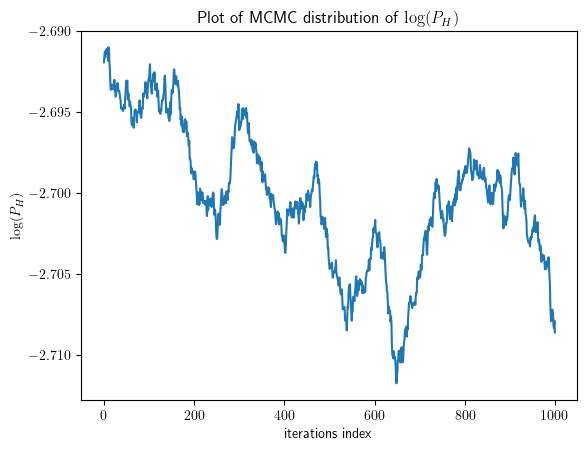 Plot of MCMC distribution of log(P_H)
−2.690
−2.695
−2.700
−2.705
−2.710
log(P_H)
0 200 400 600 800 1000
iterations index